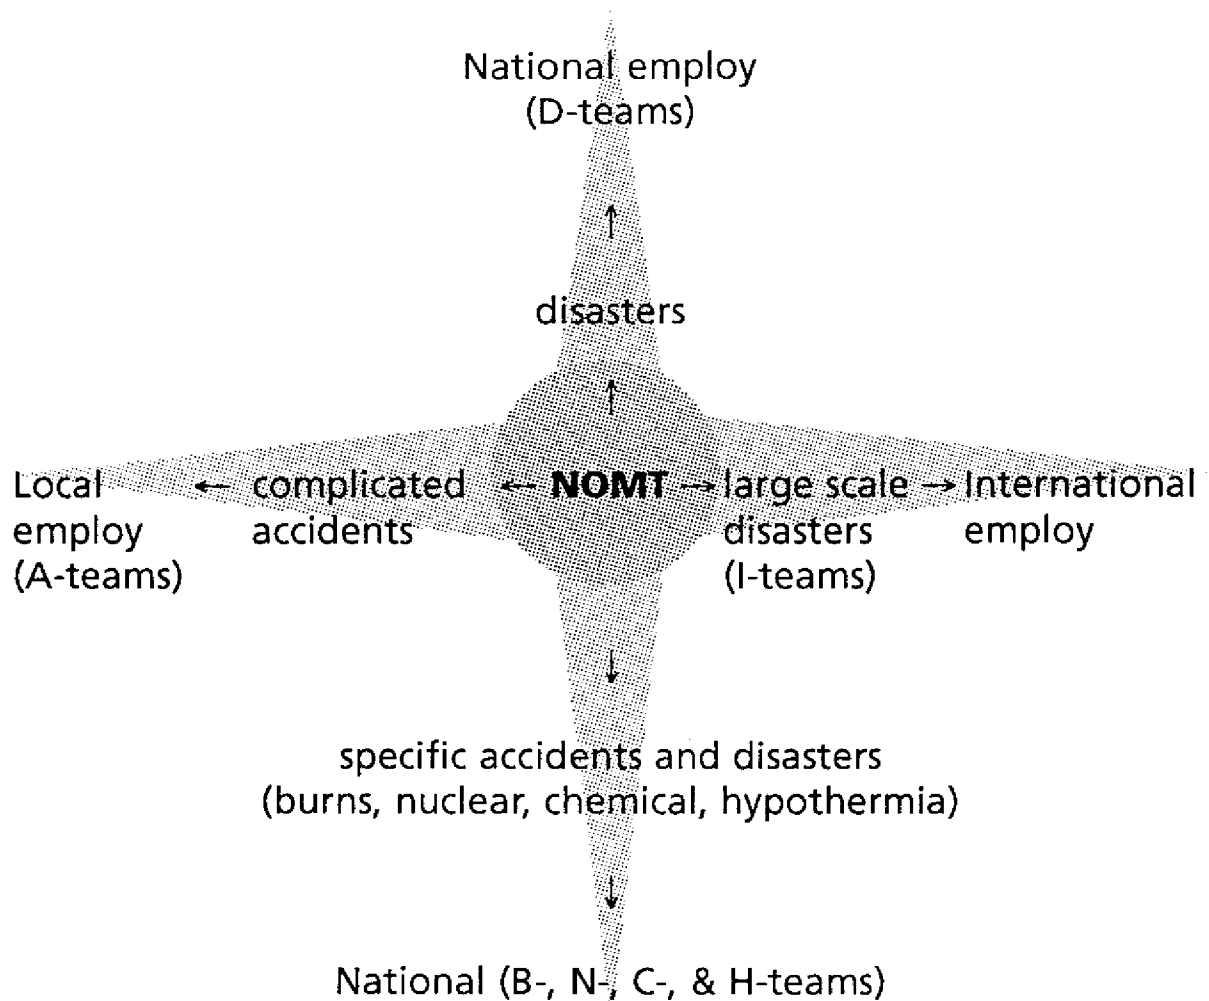 National employ
(D-teams)
↑
disasters
↑
Local ← complicated ← NOMT → large scale → International
employ accidents disasters employ
(A-teams) (I-teams)
↓
specific accidents and disasters
(burns, nuclear, chemical, hypothermia)
↓
National (B-, N-, C-, & H-teams)